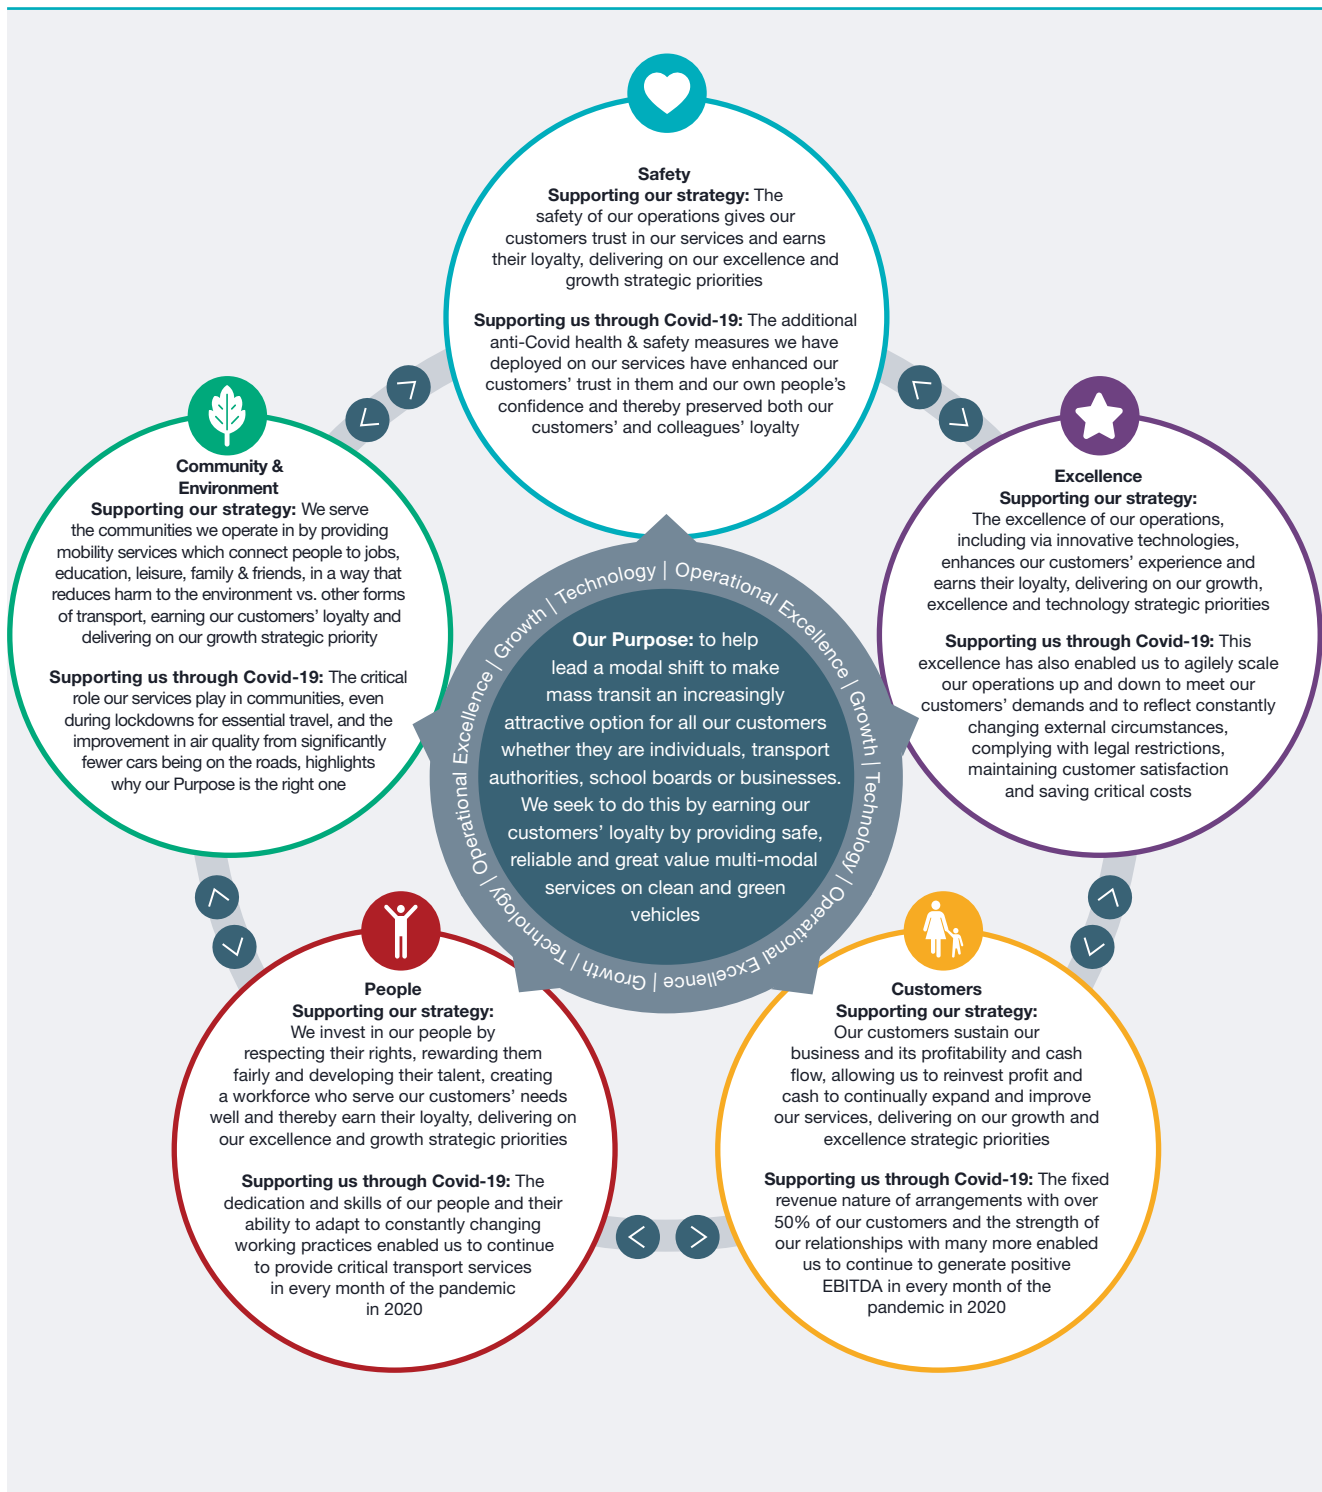 Safety
Supporting our strategy: The
safety of our operations gives our
customers trust in our services and earns
their loyalty, delivering on our excellence and
growth strategic priorities
Supporting us through Covid-19: The additional
anti-Covid health & safety measures we have
deployed on our services have enhanced our
customers' trust in them and our own people's
confidence and thereby preserved both our
customers' and colleagues' loyalty
Community &
Environment
Supporting our strategy: We serve
the communities we operate in by providing
mobility services which connect people to jobs,
education, leisure, family & friends, in a way that
reduces harm to the environment vs. other forms
of transport, earning our customers' loyalty and
delivering on our growth strategic priority
Supporting us through Covid-19: The critical
role our services play in communities, even
during lockdowns for essential travel, and the
improvement in air quality from significantly
fewer cars being on the roads, highlights
why our Purpose is the right one
Excellence
Supporting our strategy:
The excellence of our operations,
including via innovative technologies,
enhances our customers' experience and
earns their loyalty, delivering on our growth,
excellence and technology strategic priorities
Supporting us through Covid-19: This
excellence has also enabled us to agilely scale
our operations up and down to meet our
customers' demands and to reflect constantly
changing external circumstances,
complying with legal restrictions,
maintaining customer satisfaction
and saving critical costs
Operational Excellence | Growth | Technology | Operational Excellence | Growth | Technology | Operational Excellence | Growth | Technology |
Our Purpose: to help
lead a modal shift to make
mass transit an increasingly
attractive option for all our customers
whether they are individuals, transport
authorities, school boards or businesses.
We seek to do this by earning our
customers' loyalty by providing safe,
reliable and great value multi-modal
services on clean and green
vehicles
People
Supporting our strategy:
We invest in our people by
respecting their rights, rewarding them
fairly and developing their talent, creating
a workforce who serve our customers' needs
well and thereby earn their loyalty, delivering on
our excellence and growth strategic priorities
Supporting us through Covid-19: The
dedication and skills of our people and their
ability to adapt to constantly changing
working practices enabled us to continue
to provide critical transport services
in every month of the pandemic
in 2020
Customers
Supporting our strategy:
Our customers sustain our
business and its profitability and cash
flow, allowing us to reinvest profit and
cash to continually expand and improve
our services, delivering on our growth and
excellence strategic priorities
Supporting us through Covid-19: The fixed
revenue nature of arrangements with over
50% of our customers and the strength of
our relationships with many more enabled
us to continue to generate positive
EBITDA in every month of the
pandemic in 2020